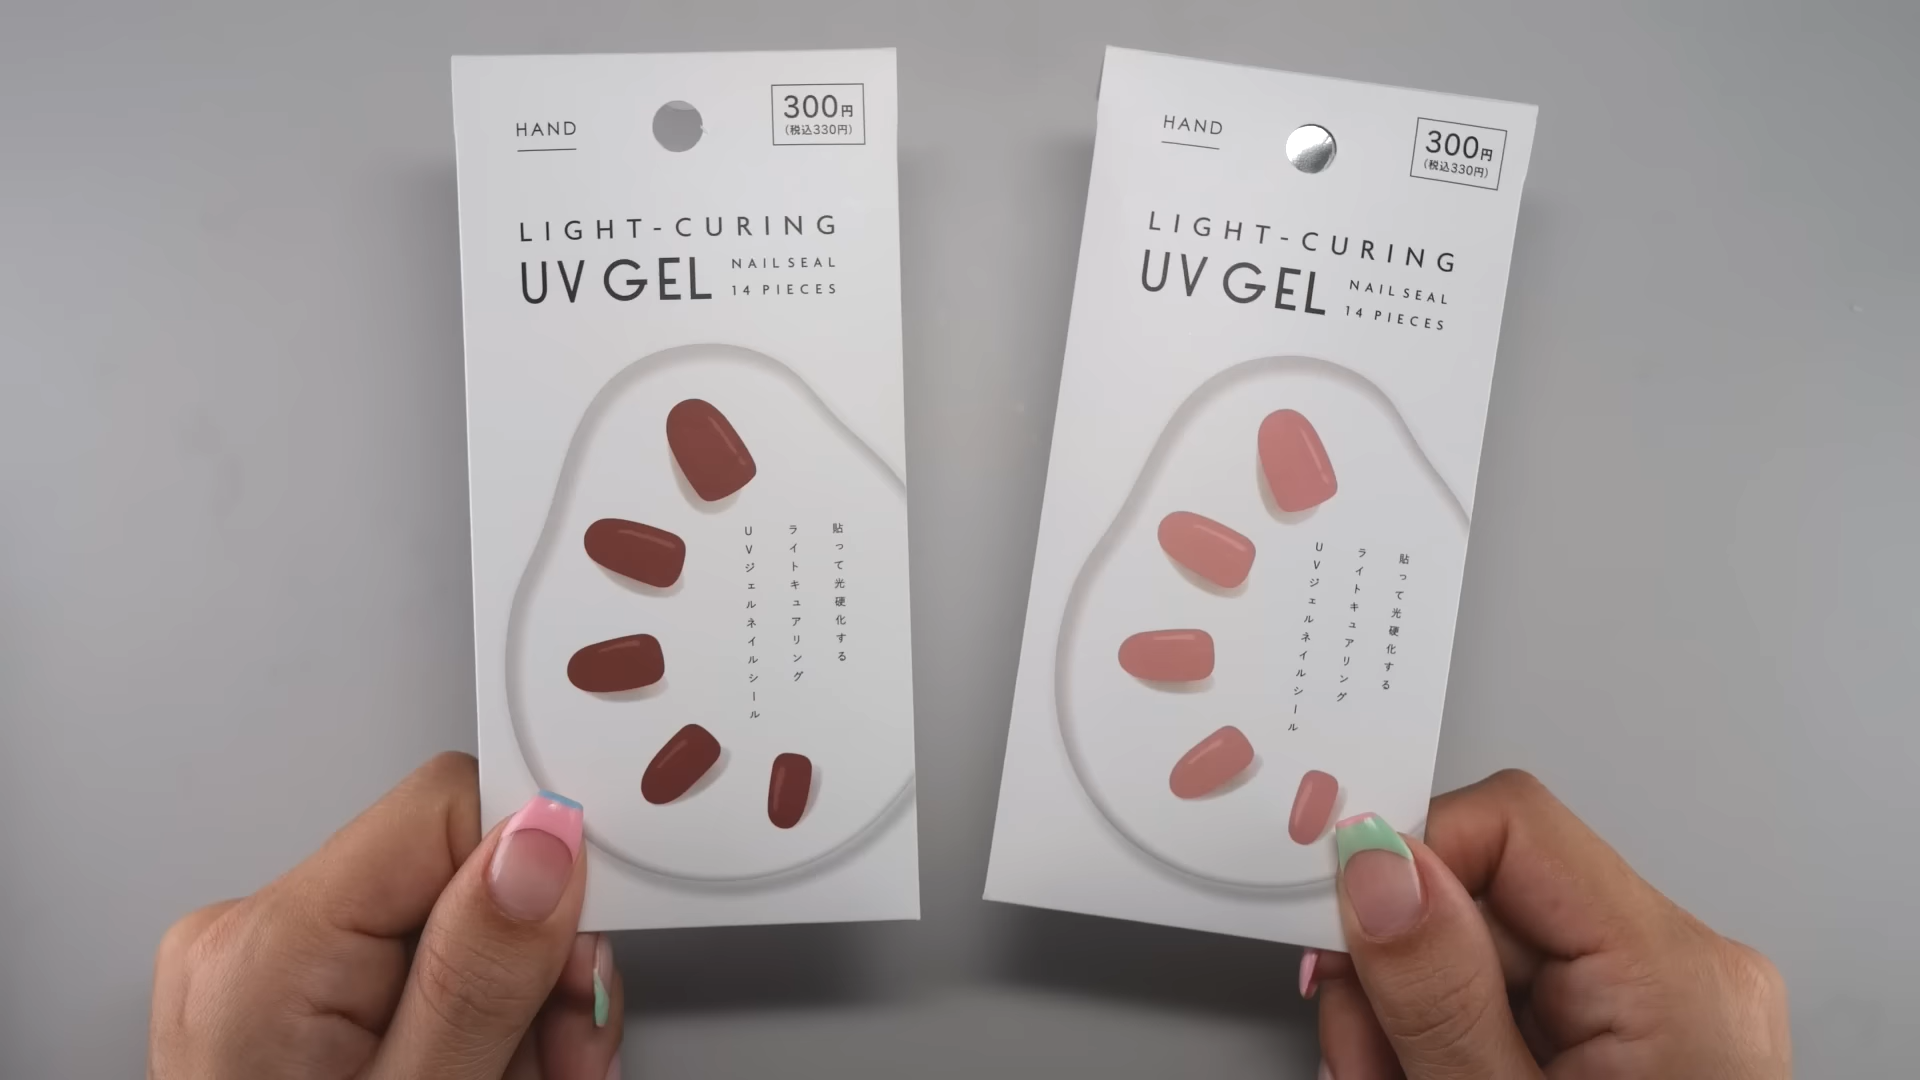 HAND
300円
(税込330円)
LIGHT-CURING
UV GEL
NAIL SEAL
14 PIECES
貼って光硬化する
ライトキュアリング
UVジェルネイルシール
HAND
300円
(税込330円)
LIGHT-CURING
UV GEL
NAIL SEAL
14 PIECES
貼って光硬化する
ライトキュアリング
UVジェルネイルシール